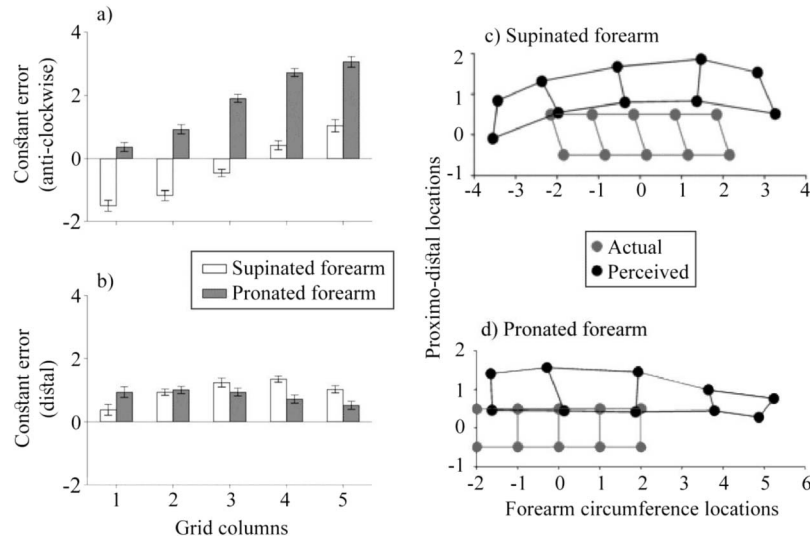 a)
Constant error
(anti-clockwise)
4
2
0
-2
Supinated forearm
Pronated forearm
b)
Constant error
(distal)
4
2
0
-2
1 2 3 4 5
Grid columns
c) Supinated forearm
2
1
0
-1
-4 -3 -2 -1 0 1 2 3 4
Proximo-distal locations
Actual
Perceived
d) Pronated forearm
2
1
0
-1
-2 -1 0 1 2 3 4 5 6
Forearm circumference locations